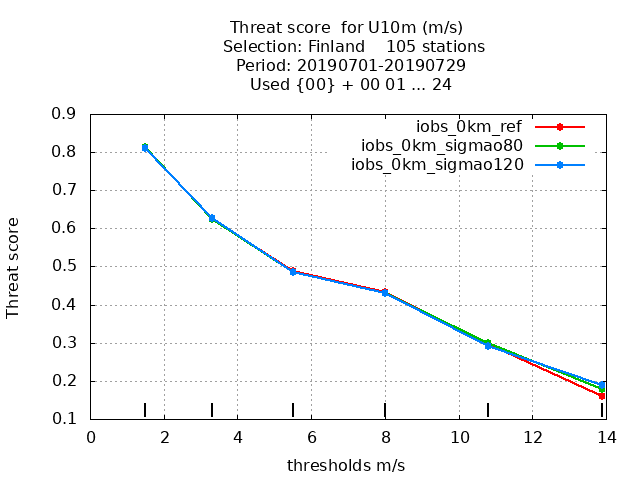 Threat score  for U10m (m/s)
Selection: Finland    105 stations
Period: 20190701-20190729
Used {00} + 00 01 ... 24
iobs_0km_ref
iobs_0km_sigmao80
iobs_0km_sigmao120
0.9
0.8
0.7
0.6
0.5
0.4
0.3
0.2
0.1
Threat score
0 2 4 6 8 10 12 14
thresholds m/s